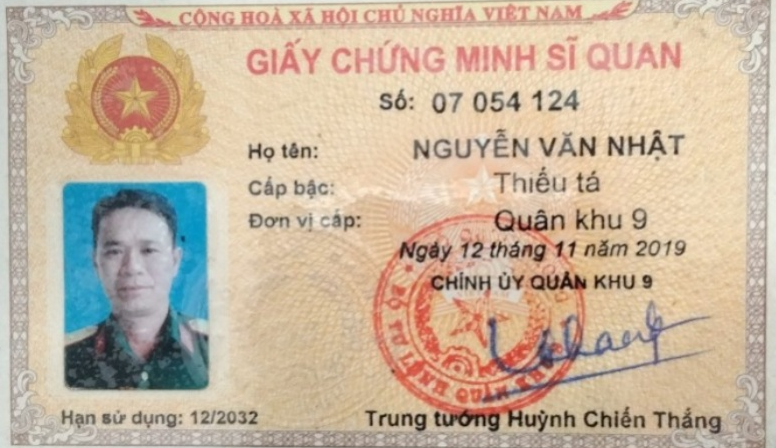 CỘNG HOÀ XÃ HỘI CHỦ NGHĨA VIỆT NAM
GIẤY CHỨNG MINH SĨ QUAN
Số: 07 054 124
Họ tên: NGUYỄN VĂN NHẬT
Cấp bậc: Thiếu tá
Đơn vị cấp: Quân khu 9
Ngày 12 tháng 11 năm 2019
CHÍNH ỦY QUÂN KHU 9
BỘ TƯ LỆNH QUÂN KHU
Hạn sử dụng: 12/2032
Trung tướng Huỳnh Chiến Thắng